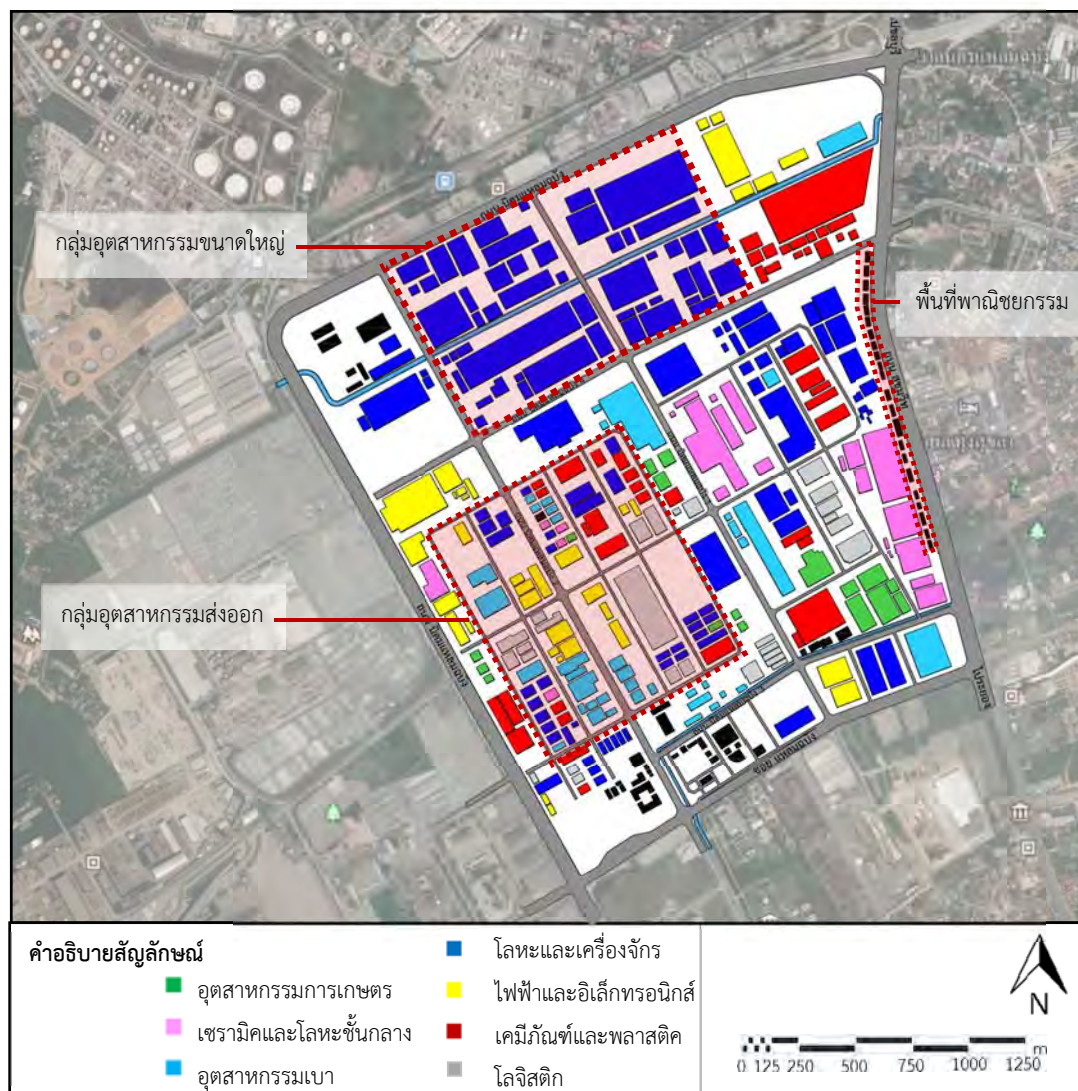 กลุ่มอุตสาหกรรมขนาดใหญ่
พื้นที่พาณิชยกรรม
กลุ่มอุตสาหกรรมส่งออก
ไประยอง
คำอธิบายสัญลักษณ์
อุตสาหกรรมการเกษตร
เซรามิคและโลหะชั้นกลาง
อุตสาหกรรมเบา
โลหะและเครื่องจักร
ไฟฟ้าและอิเล็กทรอนิกส์
เคมีภัณฑ์และพลาสติค
โลจิสติก
N
m
0 125 250 500 750 1000 1250